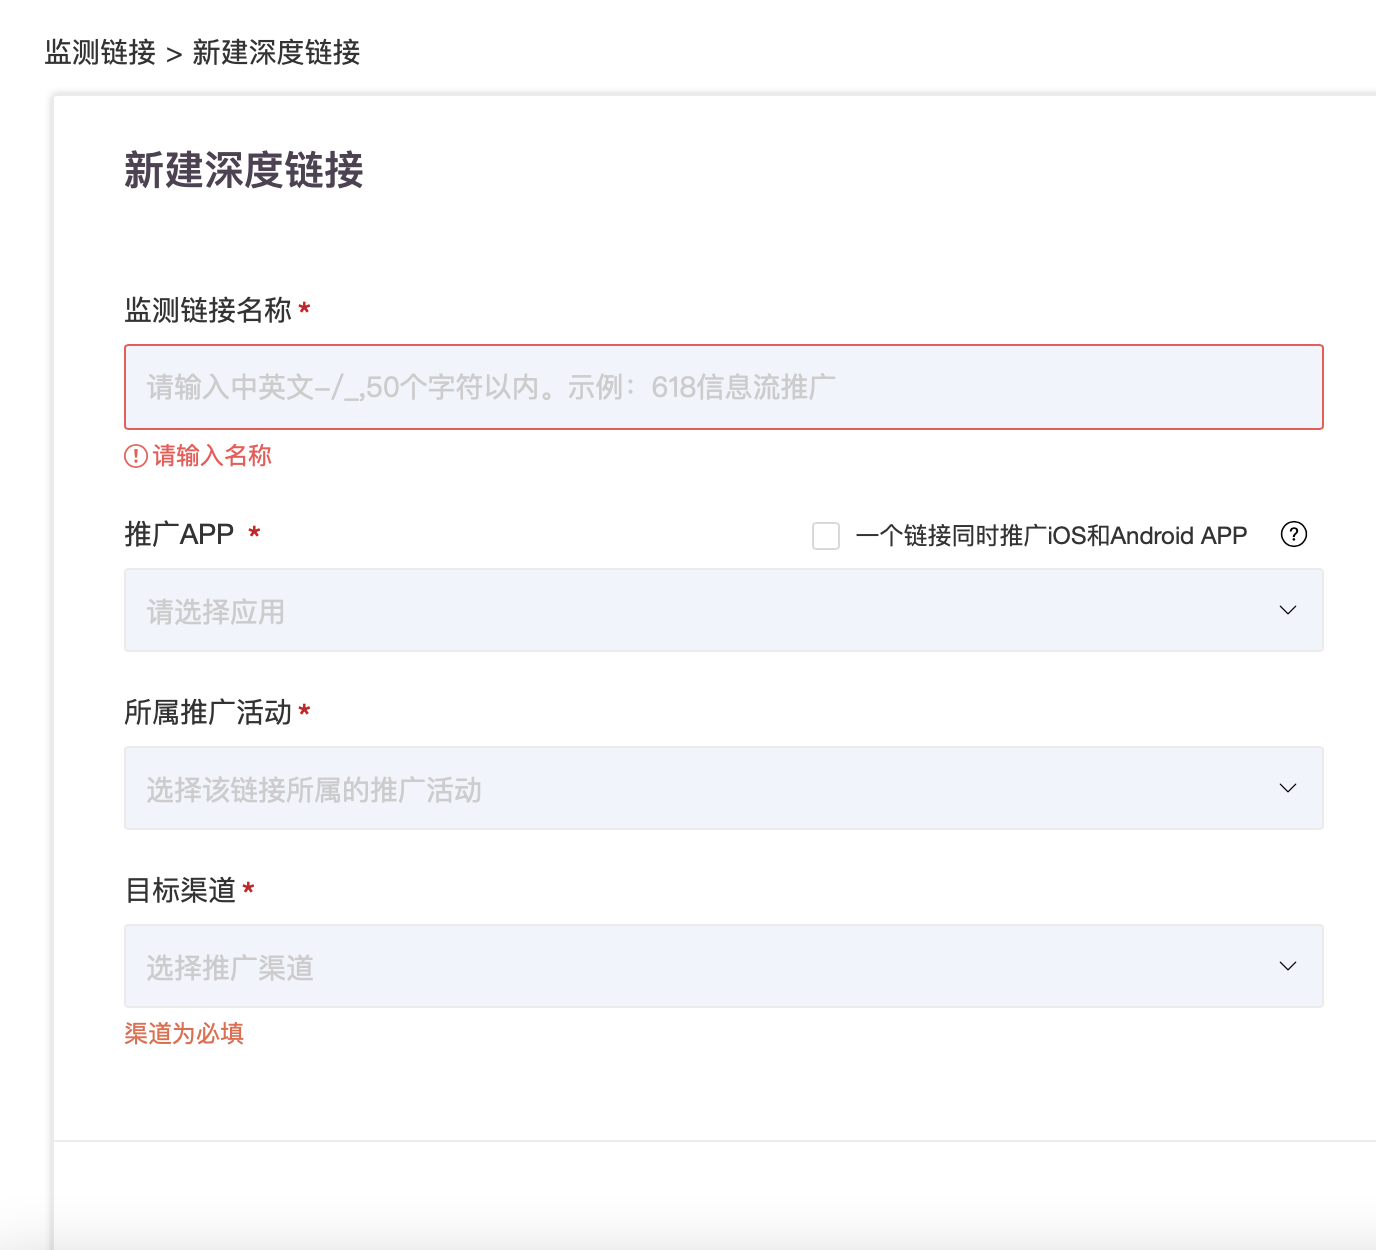 监测链接 > 新建深度链接
新建深度链接
监测链接名称 *
请输入中英文-/_,50个字符以内。示例：618信息流推广
请输入名称
推广APP * 一个链接同时推广iOS和Android APP ?
请选择应用
所属推广活动 *
选择该链接所属的推广活动
目标渠道 *
选择推广渠道
渠道为必填